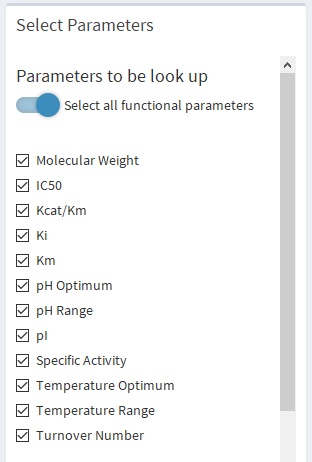 Select Parameters
Parameters to be look up
Select all functional parameters
Molecular Weight
IC50
Kcat/Km
Ki
Km
pH Optimum
pH Range
pI
Specific Activity
Temperature Optimum
Temperature Range
Turnover Number